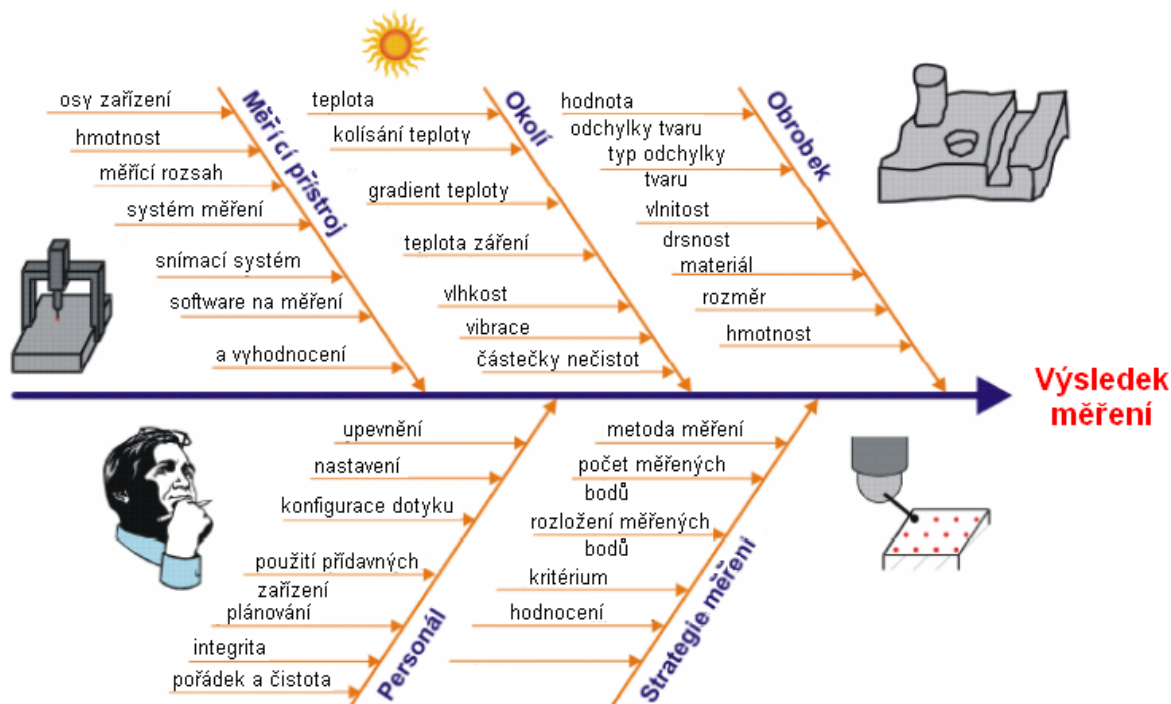 osy zařízení
hmotnost
měřící rozsah
systém měření
snímací systém
software na měření
a vyhodnocení
Měřící přístroj
teplota
kolísání teploty
gradient teploty
teplota záření
vlhkost
vibrace
částečky nečistot
Okolí
hodnota
odchylky tvaru
typ odchylky
tvaru
vlnitost
drsnost
materiál
rozměr
hmotnost
Obrobek
Výsledek
měření
upevnění
nastavení
konfigurace dotyku
použití přídavných
zařízení
plánování
integrita
pořádek a čistota
Personál
metoda měření
počet měřených
bodů
rozložení měřených
bodů
kritérium
hodnocení
Strategie měřeni